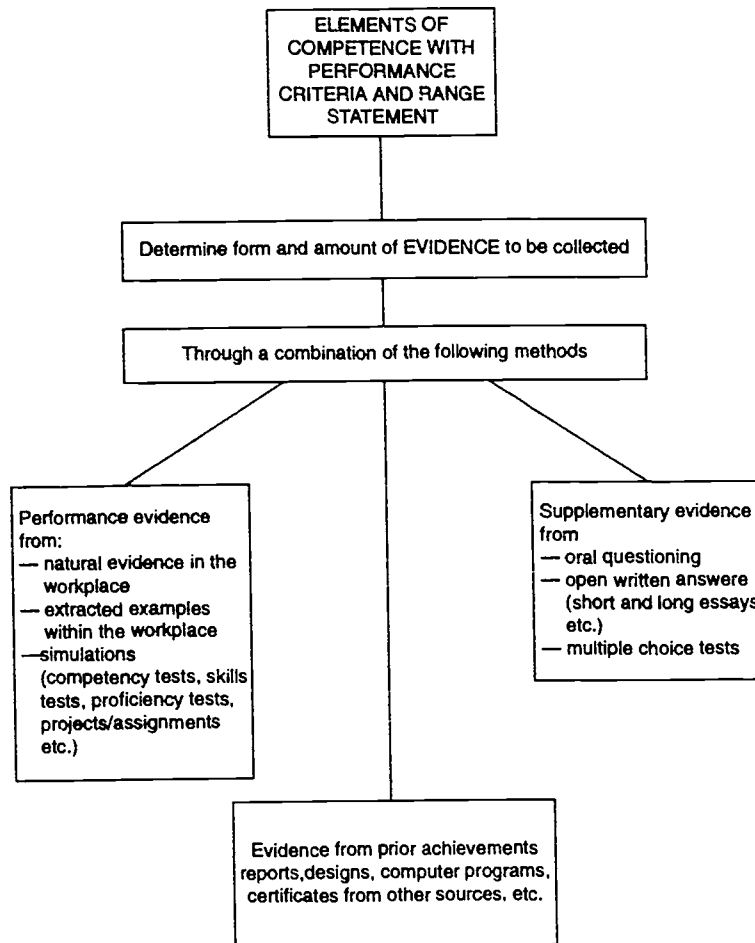 ELEMENTS OF
COMPETENCE WITH
PERFORMANCE
CRITERIA AND RANGE
STATEMENT
Determine form and amount of EVIDENCE to be collected
Through a combination of the following methods
Performance evidence
from:
— natural evidence in the
workplace
— extracted examples
within the workplace
—simulations
(competency tests, skills
tests, proficiency tests,
projects/assignments
etc.)
Supplementary evidence
from
— oral questioning
— open written answere
(short and long essays
etc.)
— multiple choice tests
Evidence from prior achievements
reports,designs, computer programs,
certificates from other sources, etc.